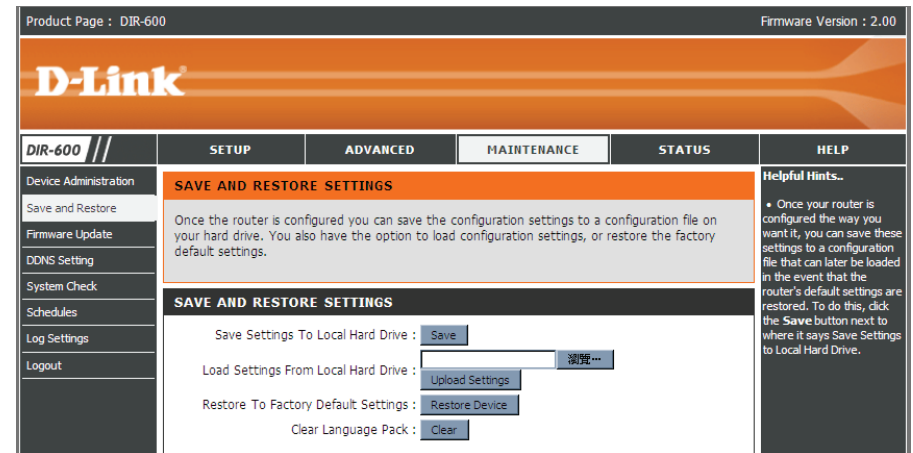 Product Page : DIR-600
Firmware Version : 2.00
D-Link
DIR-600
SETUP
ADVANCED
MAINTENANCE
STATUS
HELP
Device Administration
Save and Restore
Firmware Update
DDNS Setting
System Check
Schedules
Log Settings
Logout
SAVE AND RESTORE SETTINGS
Once the router is configured you can save the configuration settings to a configuration file on
your hard drive. You also have the option to load configuration settings, or restore the factory
default settings.
SAVE AND RESTORE SETTINGS
Save Settings To Local Hard Drive : Save
Load Settings From Local Hard Drive : 瀏覽...
Upload Settings
Restore To Factory Default Settings : Restore Device
Clear Language Pack : Clear
Helpful Hints..
• Once your router is
configured the way you
want it, you can save these
settings to a configuration
file that can later be loaded
in the event that the
router's default settings are
restored. To do this, click
the Save button next to
where it says Save Settings
to Local Hard Drive.